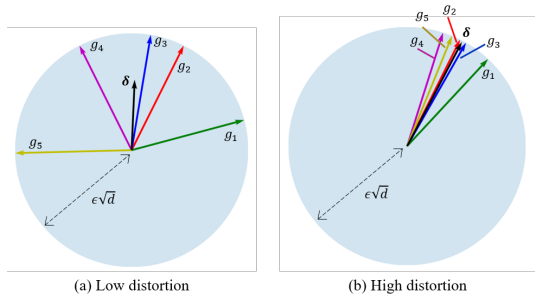 g₄
g₃
g₂
δ
g₅
g₁
ϵ√d
(a) Low distortion
g₂
g₅
δ
g₄
g₃
g₁
ϵ√d
(b) High distortion